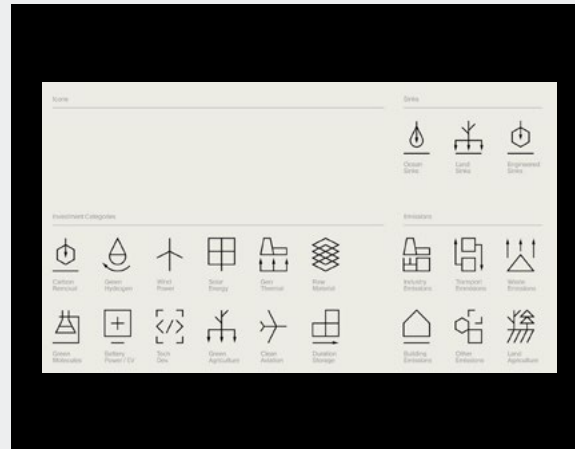 Icons
Sinks
Ocean
Sinks
Land
Sinks
Engineered
Sinks
Investment Categories
Emissions
Carbon
Removal
Green
Hydrogen
Wind
Power
Solar
Energy
Geo
Thermal
Raw
Material
Industry
Emissions
Transport
Emissions
Waste
Emissions
Green
Molecules
Battery
Power / EV
Tech
Dev.
Green
Agriculture
Clean
Aviation
Duration
Storage
Building
Emissions
Other
Emissions
Land
Agriculture